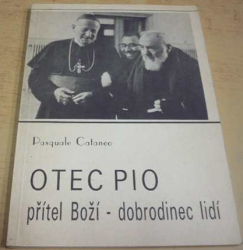 Pasquale Cataneo
OTEC PIO
přítel Boží - dobrodinec lidí